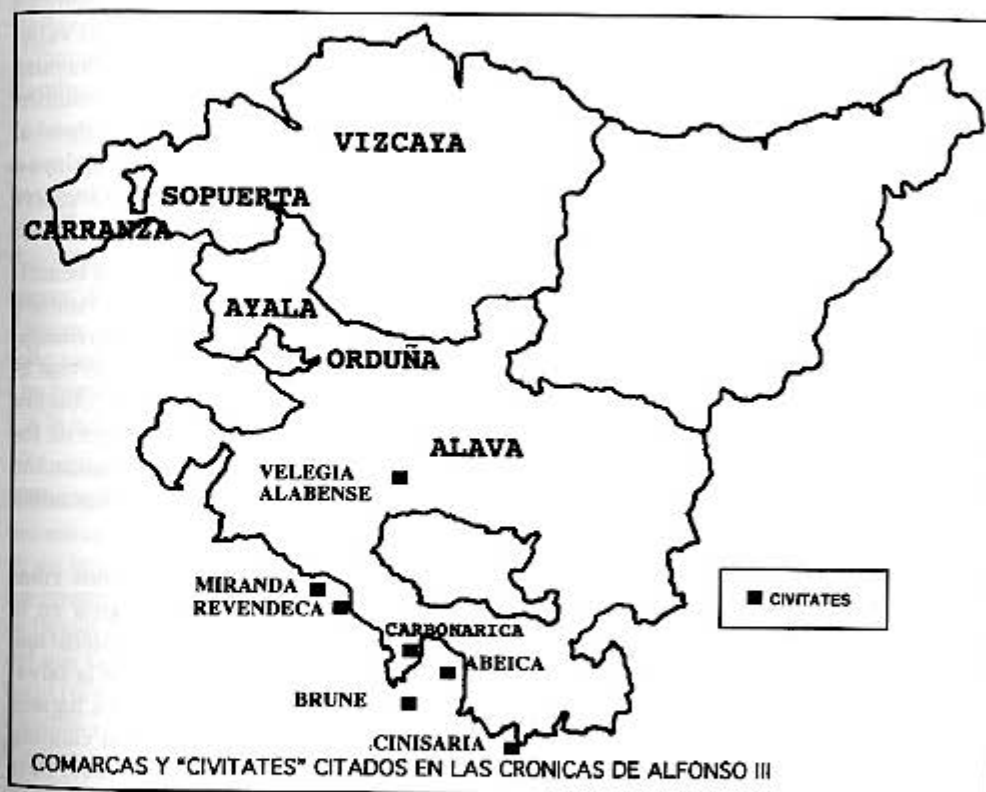 VIZCAYA
SOPUERTA
CARRANZA
AYALA
ORDUÑA
ALAVA
VELEGIA
ALABENSE
MIRANDA
REVENDECA
CARBONARICA
ABEICA
BRUNE
CINISARIA
CIVITATES
COMARCAS Y "CIVITATES" CITADOS EN LAS CRONICAS DE ALFONSO III